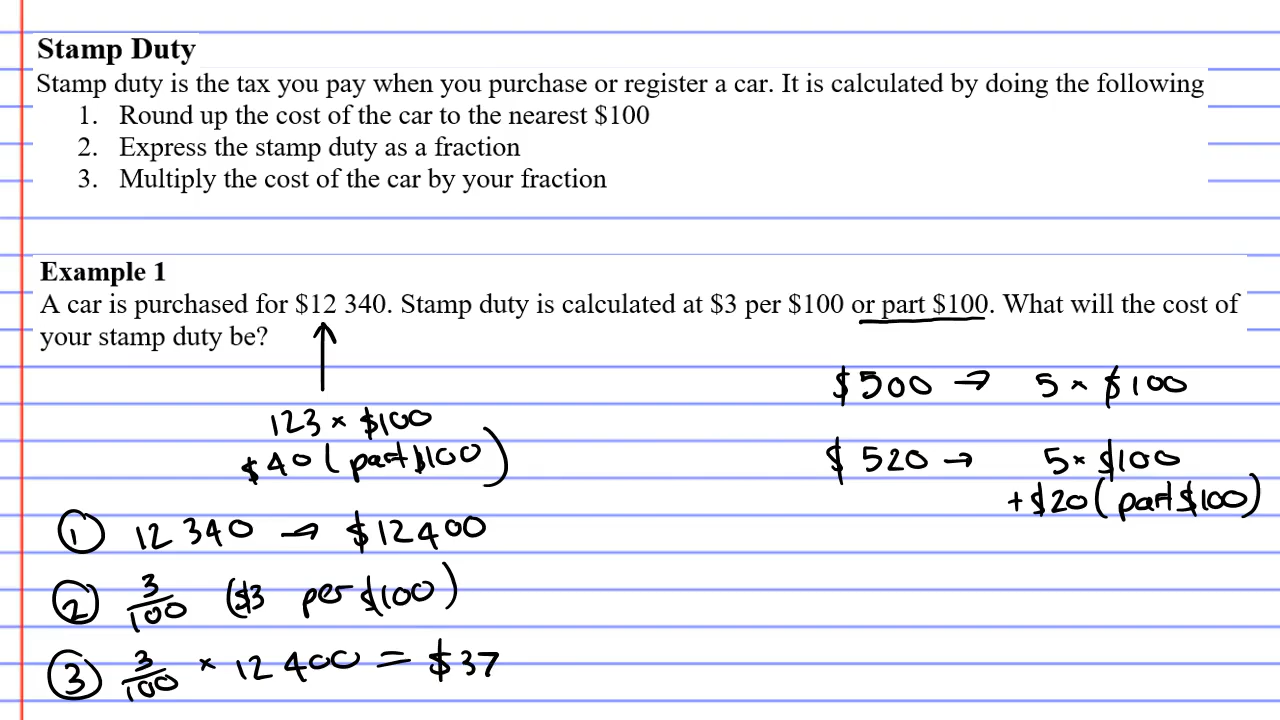 Stamp Duty
Stamp duty is the tax you pay when you purchase or register a car. It is calculated by doing the following
1. Round up the cost of the car to the nearest $100
2. Express the stamp duty as a fraction
3. Multiply the cost of the car by your fraction
Example 1
A car is purchased for $12 340. Stamp duty is calculated at $3 per $100 or part $100. What will the cost of
your stamp duty be?
123 × $100
$40 (part $100)
$500 → 5 × $100
$520 → 5 × $100
+ $20 (part $100)
① 12 340 → $12400
② 3/100 ($3 per $100)
③ 3/100 × 12 400 = $37